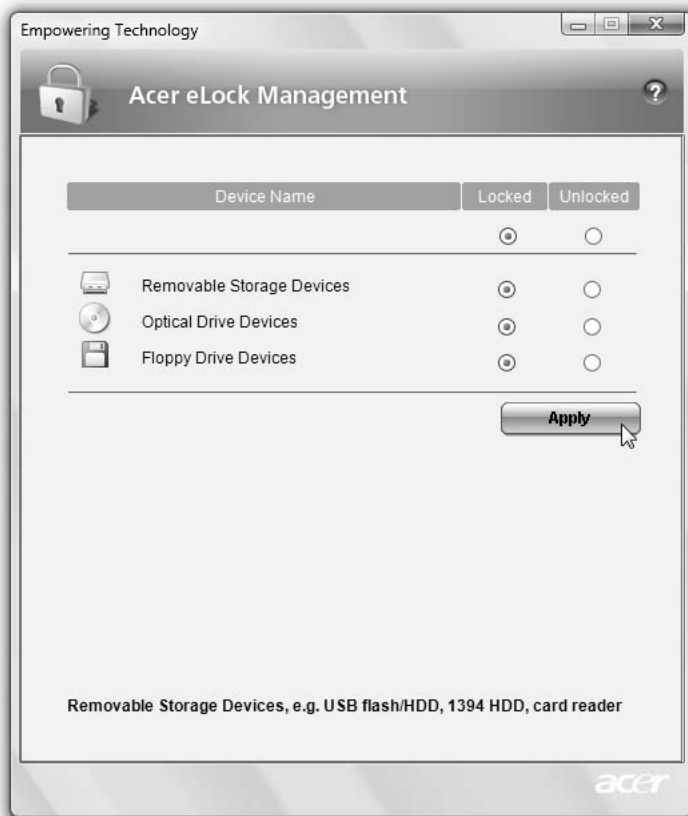 Empowering Technology
Acer eLock Management
?
Device Name Locked Unlocked
Removable Storage Devices
Optical Drive Devices
Floppy Drive Devices
Apply
Removable Storage Devices, e.g. USB flash/HDD, 1394 HDD, card reader
acer